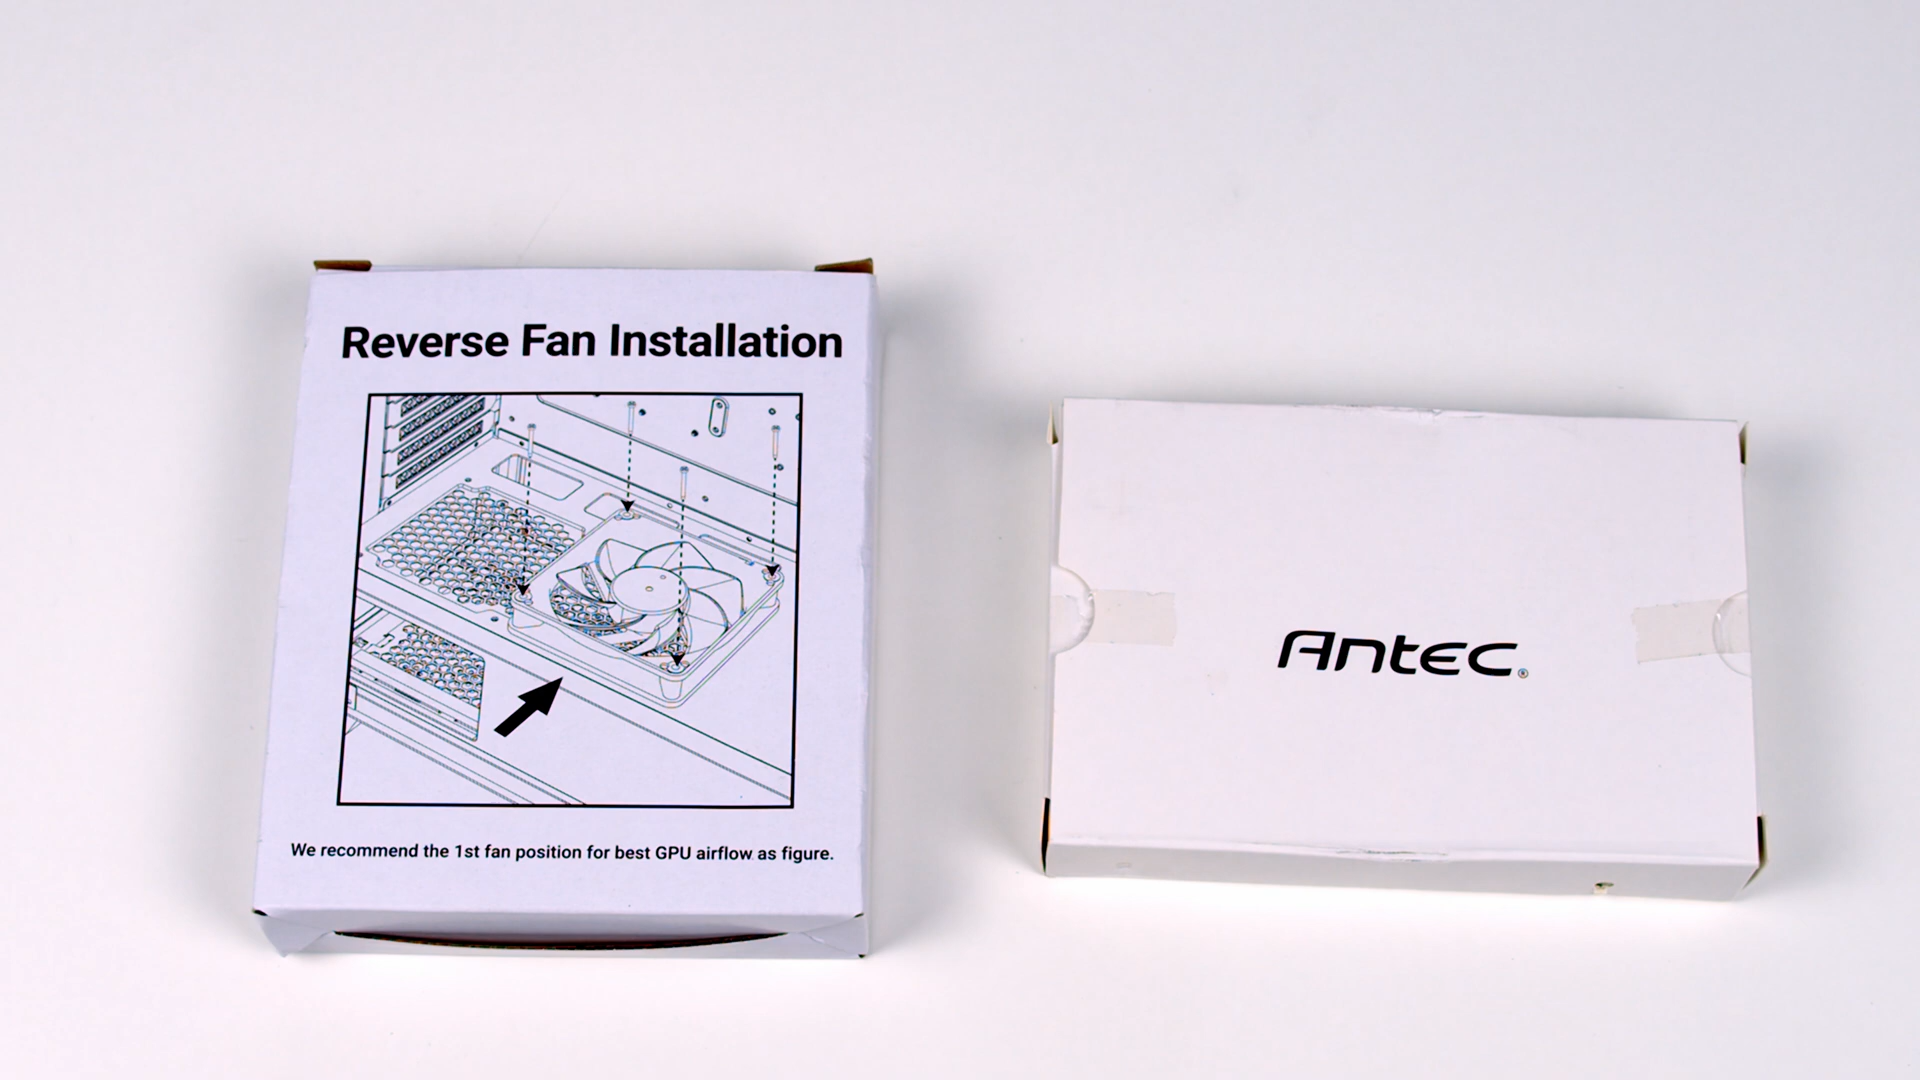 Reverse Fan Installation
We recommend the 1st fan position for best GPU airflow as figure.
Antec®